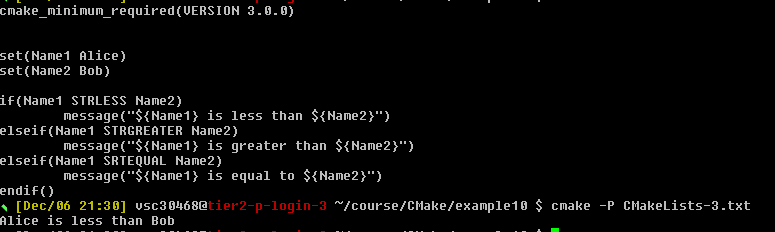 cmake_minimum_required(VERSION 3.0.0)
set(Name1 Alice)
set(Name2 Bob)
if(Name1 STRLESS Name2)
message("${Name1} is less than ${Name2}")
elseif(Name1 STRGREATER Name2)
message("${Name1} is greater than ${Name2}")
elseif(Name1 SRTEQUAL Name2)
message("${Name1} is equal to ${Name2}")
endif()
[Dec/06 21:30] vsc30468@tier2-p-login-3 ~/course/CMake/example10 $ cmake -P CMakeLists-3.txt
Alice is less than Bob